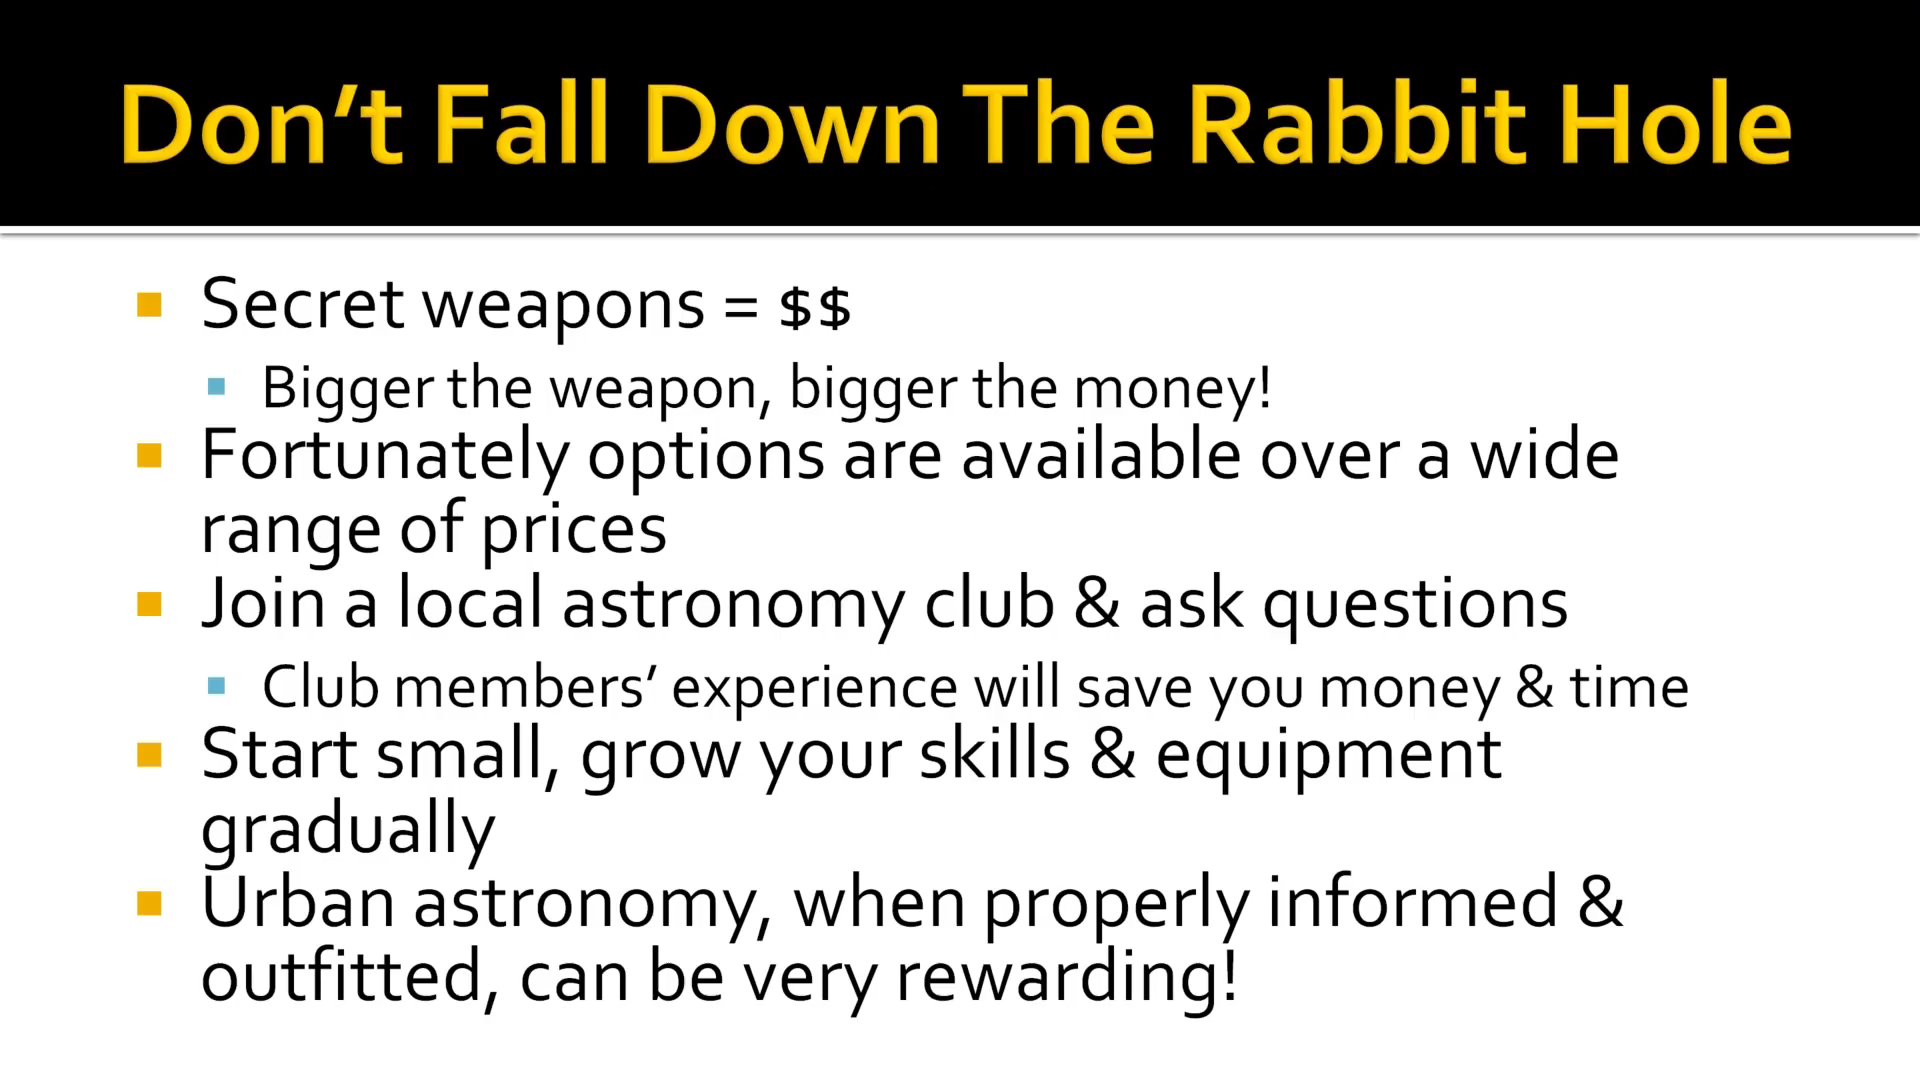 Don’t Fall Down The Rabbit Hole
Secret weapons = $$
Bigger the weapon, bigger the money!
Fortunately options are available over a wide
range of prices
Join a local astronomy club & ask questions
Club members’ experience will save you money & time
Start small, grow your skills & equipment
gradually
Urban astronomy, when properly informed &
outfitted, can be very rewarding!